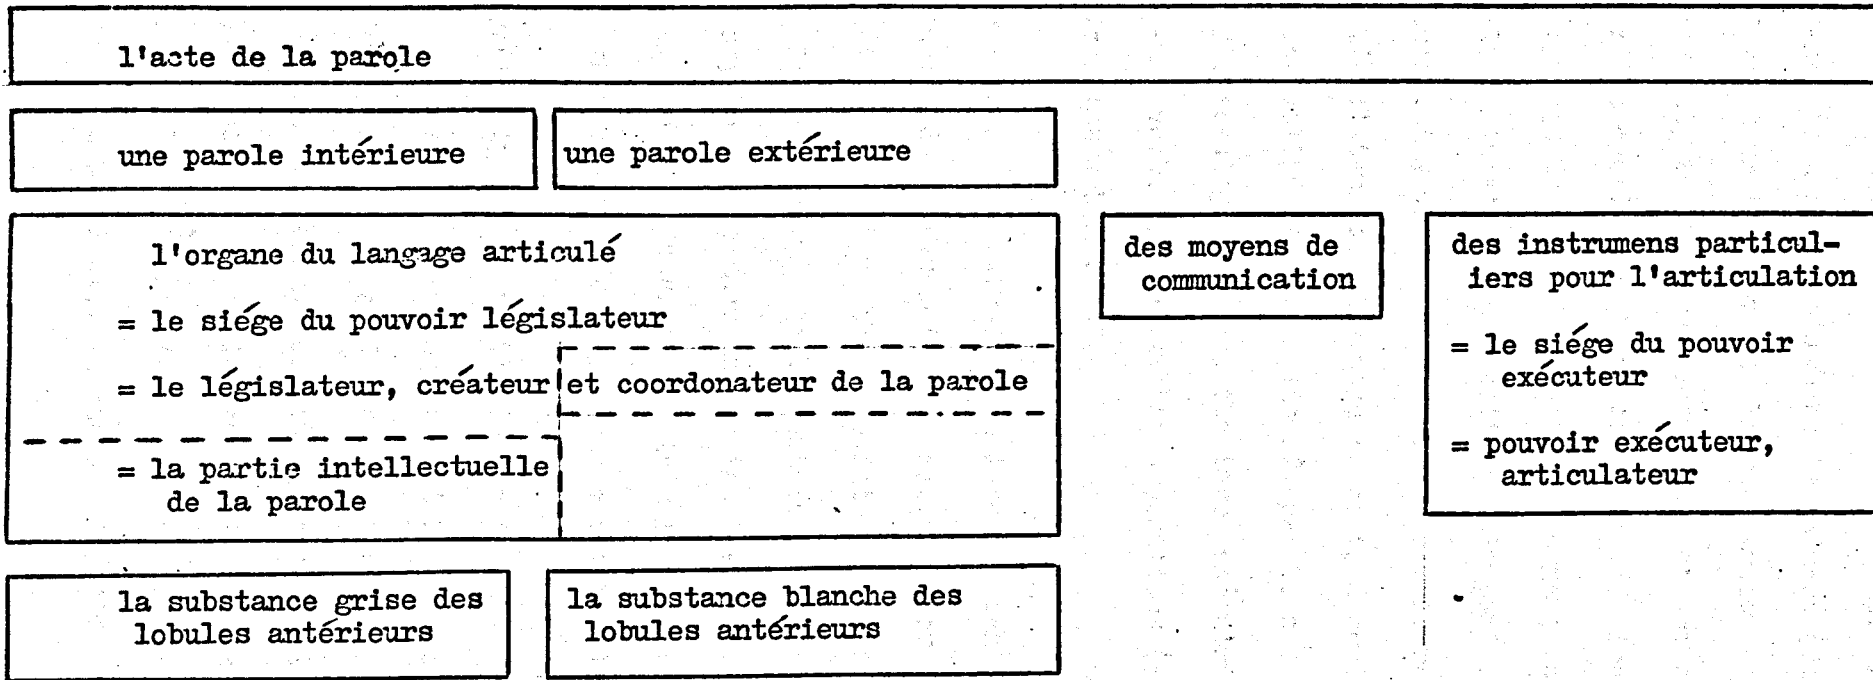 l'acte de la parole
une parole intérieure
une parole extérieure
l'organe du langage articulé
= le siége du pouvoir législateur
= le législateur, créateur et coordonateur de la parole
= la partie intellectuelle
de la parole
des moyens de
communication
des instrumens particul-
iers pour l'articulation
= le siége du pouvoir
exécuteur
= pouvoir exécuteur,
articulateur
la substance grise des
lobules antérieurs
la substance blanche des
lobules antérieurs